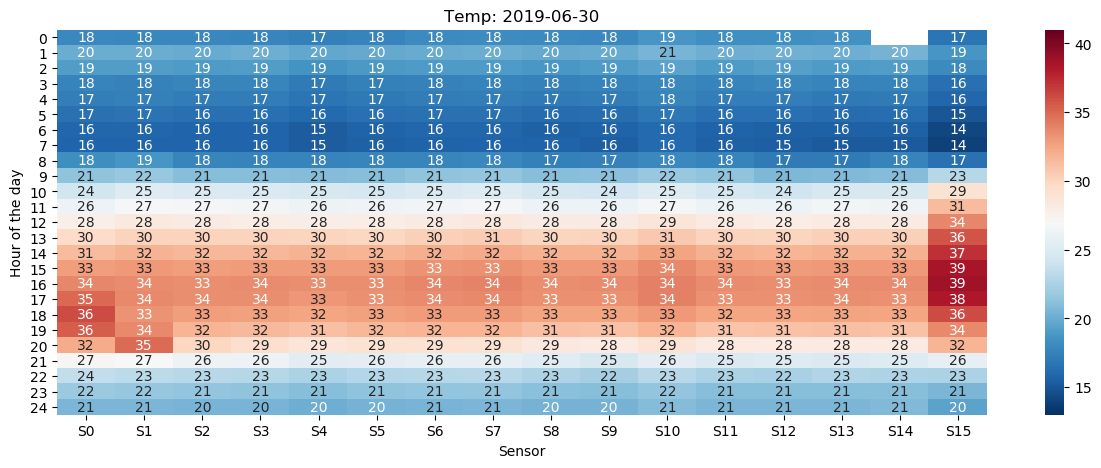 Temp: 2019-06-30
0 18 18 18 18 17 18 18 18 18 18 19 18 18 18 17
1 20 20 20 20 20 20 20 20 20 20 21 20 20 20 20 19
2 19 19 19 19 19 19 19 19 19 19 19 19 19 19 19 18
3 18 18 18 18 17 17 18 18 18 18 18 18 18 18 18 16
4 17 17 17 17 17 17 17 17 17 17 18 17 17 17 17 16
5 17 17 16 16 16 16 17 17 16 16 17 16 16 16 16 15
6 16 16 16 16 15 16 16 16 16 16 16 16 16 16 16 14
7 16 16 16 16 15 16 16 16 16 16 16 16 15 15 15 14
8 18 19 18 18 18 18 18 18 17 17 18 18 17 17 18 17
9 21 22 21 21 21 21 21 21 21 21 22 21 21 21 21 23
10 24 25 25 25 25 25 25 25 25 24 25 25 24 25 25 29
11 26 27 27 27 26 26 27 27 26 26 27 26 26 27 26 31
12 28 28 28 28 28 28 28 28 28 28 29 28 28 28 28 34
13 30 30 30 30 30 30 30 31 30 30 31 30 30 30 30 36
14 31 32 32 32 32 32 32 32 32 32 33 32 32 32 32 37
15 33 33 33 33 33 33 33 33 33 33 34 33 33 33 33 39
16 34 34 33 34 33 33 34 34 34 33 34 33 33 34 34 39
17 35 34 34 34 33 33 34 34 33 33 34 33 33 34 33 38
18 36 33 33 33 32 33 33 33 33 33 33 32 33 33 33 36
19 36 34 32 32 31 32 32 32 31 31 32 31 31 31 31 34
20 32 35 30 29 29 29 29 29 29 28 29 28 28 28 28 32
21 27 27 26 26 25 26 26 26 25 25 26 25 25 25 25 26
22 24 23 23 23 23 23 23 23 23 22 23 23 22 23 23 23
23 22 22 21 21 21 21 21 21 21 21 22 21 21 21 21 21
24 21 21 20 20 20 20 21 21 20 20 21 21 21 21 21 20
S0 S1 S2 S3 S4 S5 S6 S7 S8 S9 S10 S11 S12 S13 S14 S15
Sensor
Hour of the day
40
35
30
25
20
15